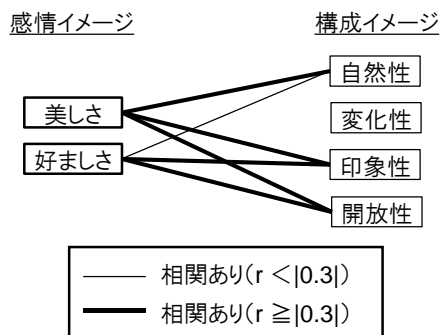 感情イメージ
構成イメージ
自然性
美しさ
変化性
好ましさ
印象性
開放性
相関あり(r <|0.3|)
相関あり(r ≧|0.3|)